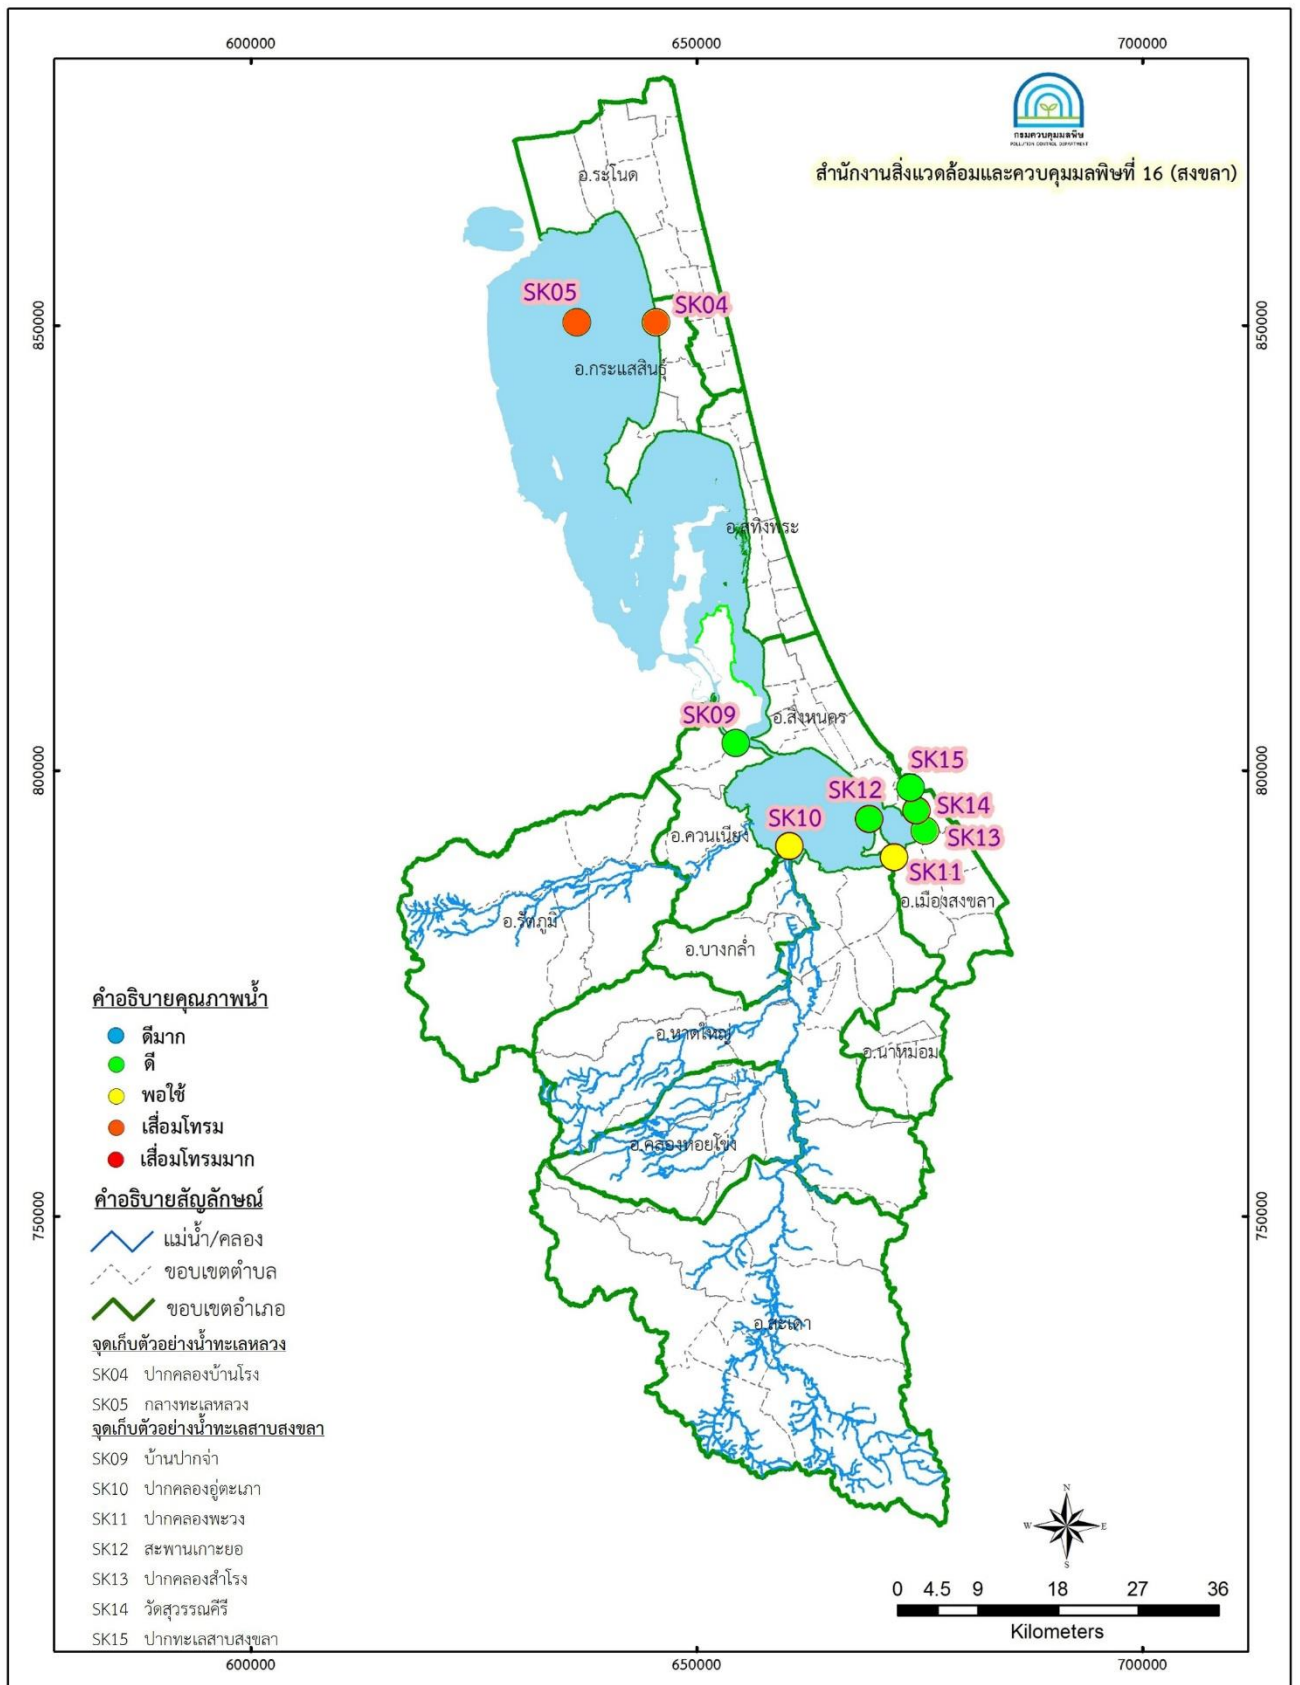 600000
650000
700000
กรมควบคุมมลพิษ
POLLUTION CONTROL DEPARTMENT
สำนักงานสิ่งแวดล้อมและควบคุมมลพิษที่ 16 (สงขลา)
อ.ระโนด
SK05
SK04
850000
850000
อ.กระแสสินธุ์
อ.สทิงพระ
SK09
อ.สิงหนคร
800000
800000
SK15
SK12
SK14
SK10
SK13
อ.ควนเนียง
SK11
อ.เมืองสงขลา
อ.รัตภูมิ
อ.บางกล่ำ
อ.หาดใหญ่
อ.นาหม่อม
อ.คลองหอยโข่ง
คำอธิบายคุณภาพน้ำ
ดีมาก
ดี
พอใช้
เสื่อมโทรม
เสื่อมโทรมมาก
คำอธิบายสัญลักษณ์
750000
750000
แม่น้ำ/คลอง
ขอบเขตตำบล
ขอบเขตอำเภอ
อ.สะเดา
จุดเก็บตัวอย่างน้ำทะเลหลวง
SK04 ปากคลองบ้านโรง
SK05 กลางทะเลหลวง
จุดเก็บตัวอย่างน้ำทะเลสาบสงขลา
SK09 บ้านปากจ่า
SK10 ปากคลองอู่ตะเภา
SK11 ปากคลองพะวง
SK12 สะพานเกาะยอ
SK13 ปากคลองสำโรง
SK14 วัดสุวรรณคีรี
SK15 ปากทะเลสาบสงขลา
N
W
E
S
0 4.5 9 18 27 36
Kilometers
600000
650000
700000